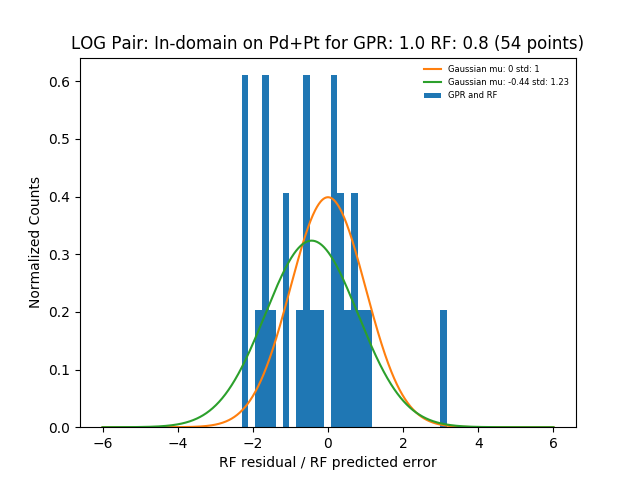 LOG Pair: In-domain on Pd+Pt for GPR: 1.0 RF: 0.8 (54 points)
Gaussian mu: 0 std: 1
Gaussian mu: -0.44 std: 1.23
GPR and RF
Normalized Counts
0.6
0.5
0.4
0.3
0.2
0.1
0.0
−6 −4 −2 0 2 4 6
RF residual / RF predicted error